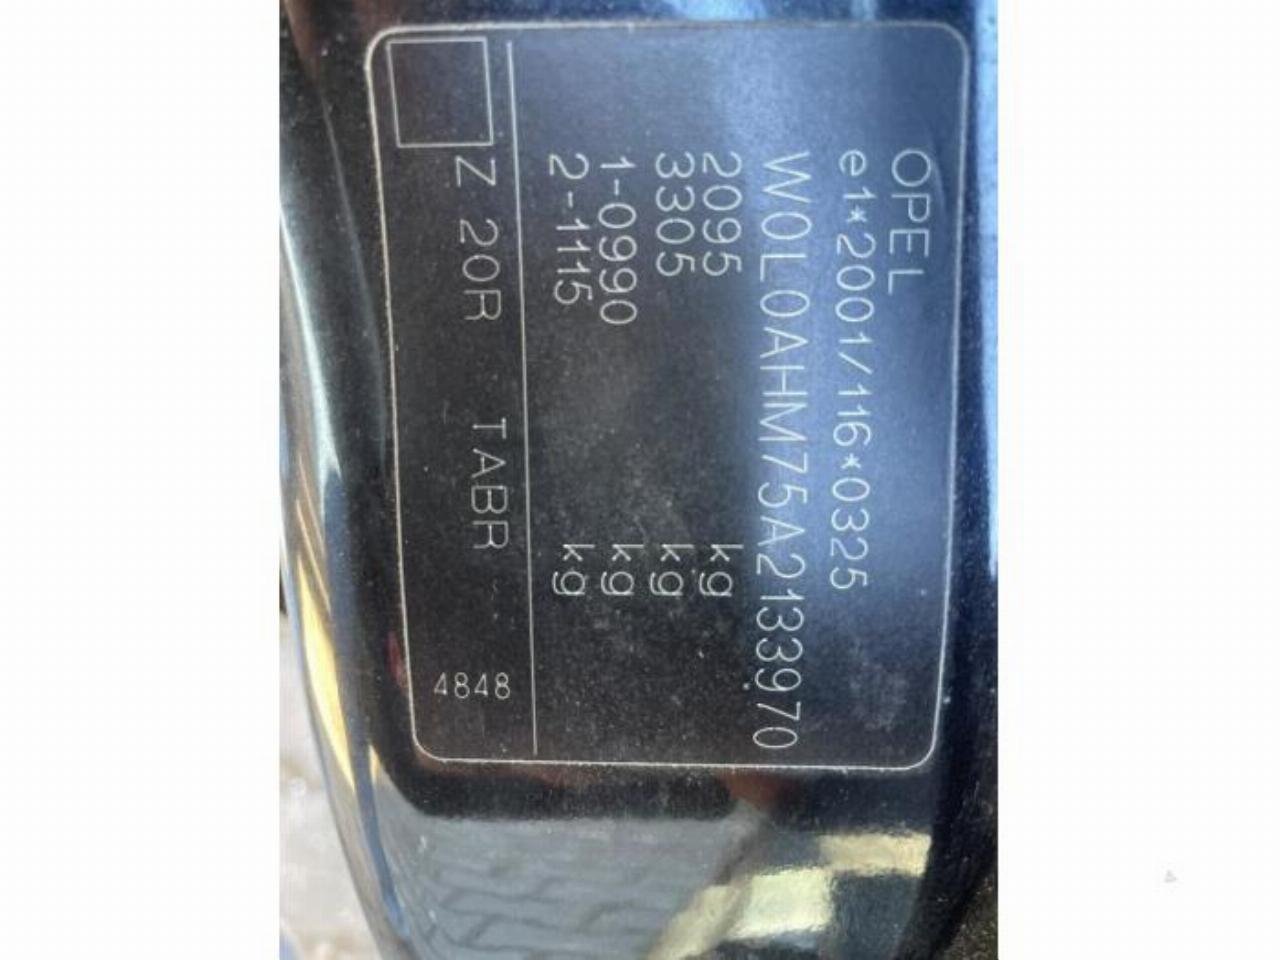 OPEL
e1*2001/116*0325
W0L0AHM75A2133970
2095 kg
3305 kg
1-0990 kg
2-1115 kg
Z 20R TABR
4848